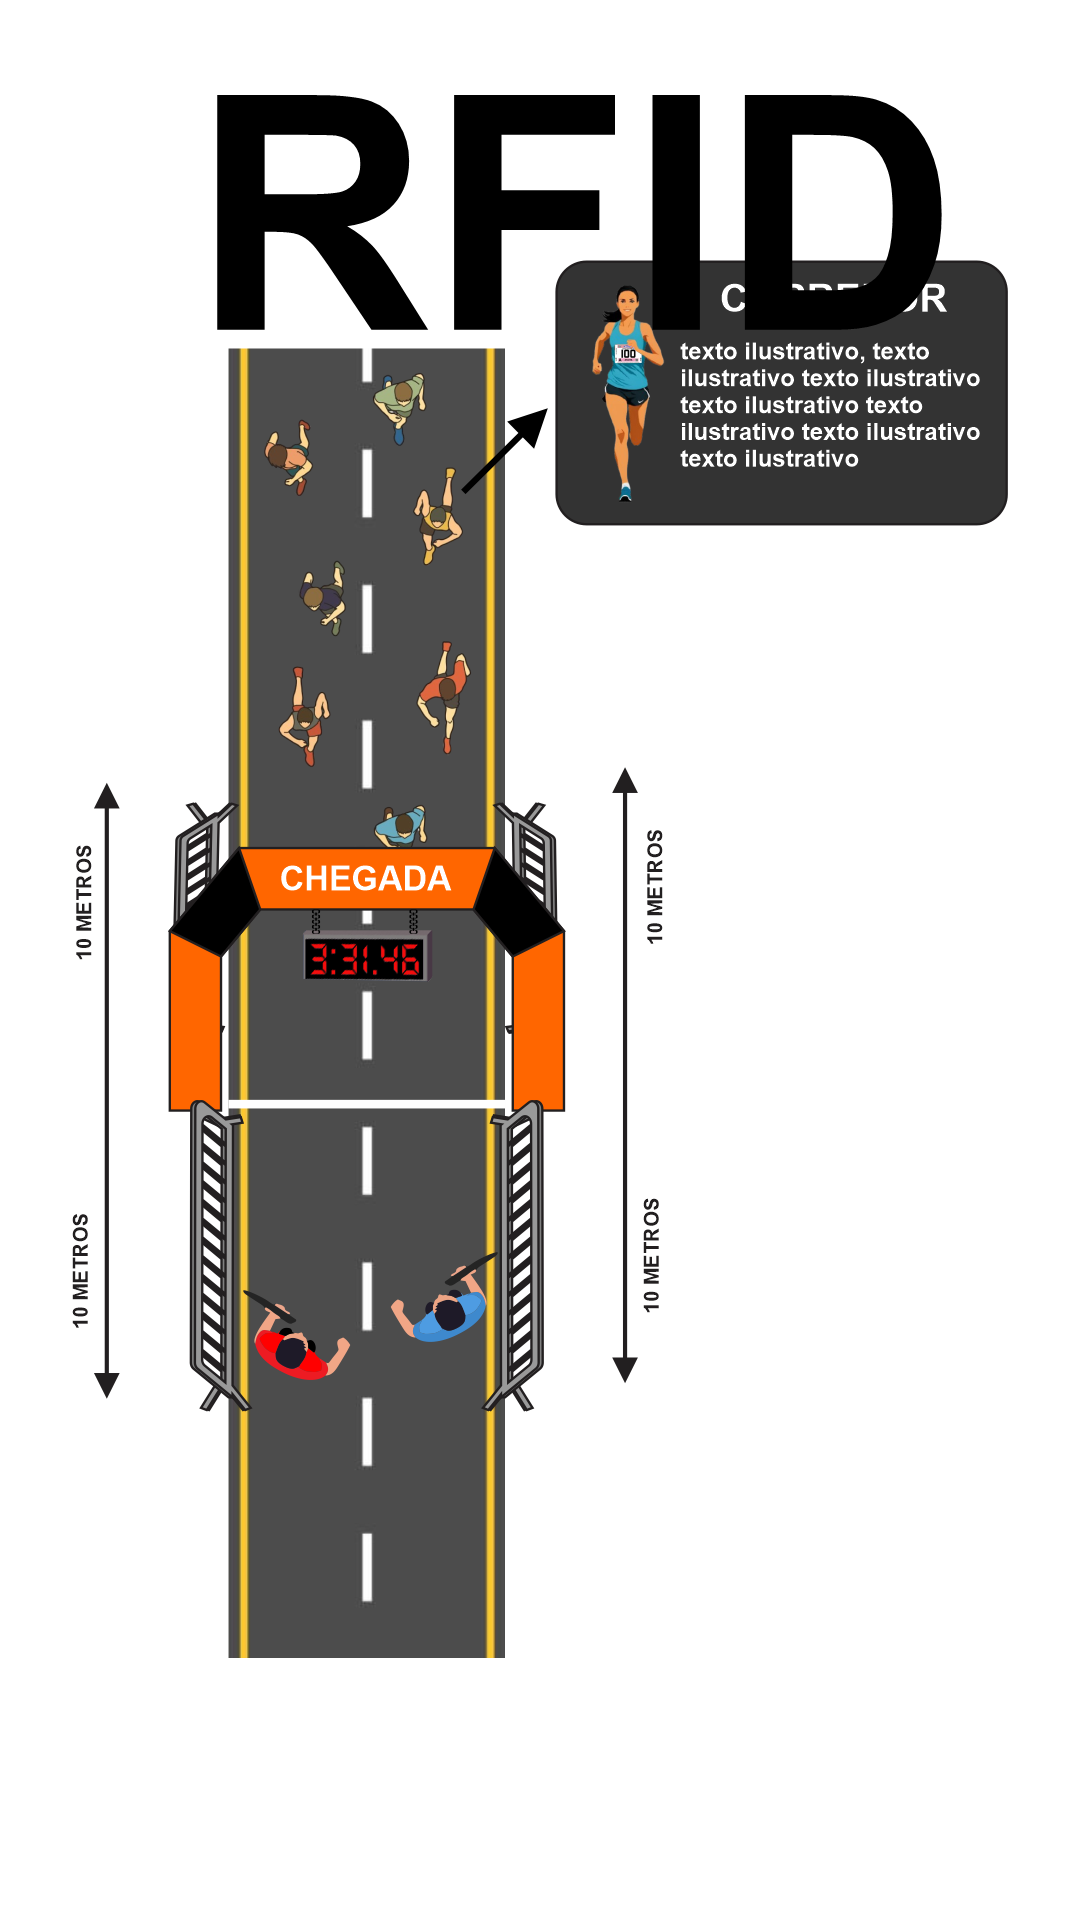 RFID
texto ilustrativo, texto
ilustrativo texto ilustrativo
texto ilustrativo texto
ilustrativo texto ilustrativo
texto ilustrativo
100
10 METROS
10 METROS
CHEGADA
3:31.46
10 METROS
10 METROS